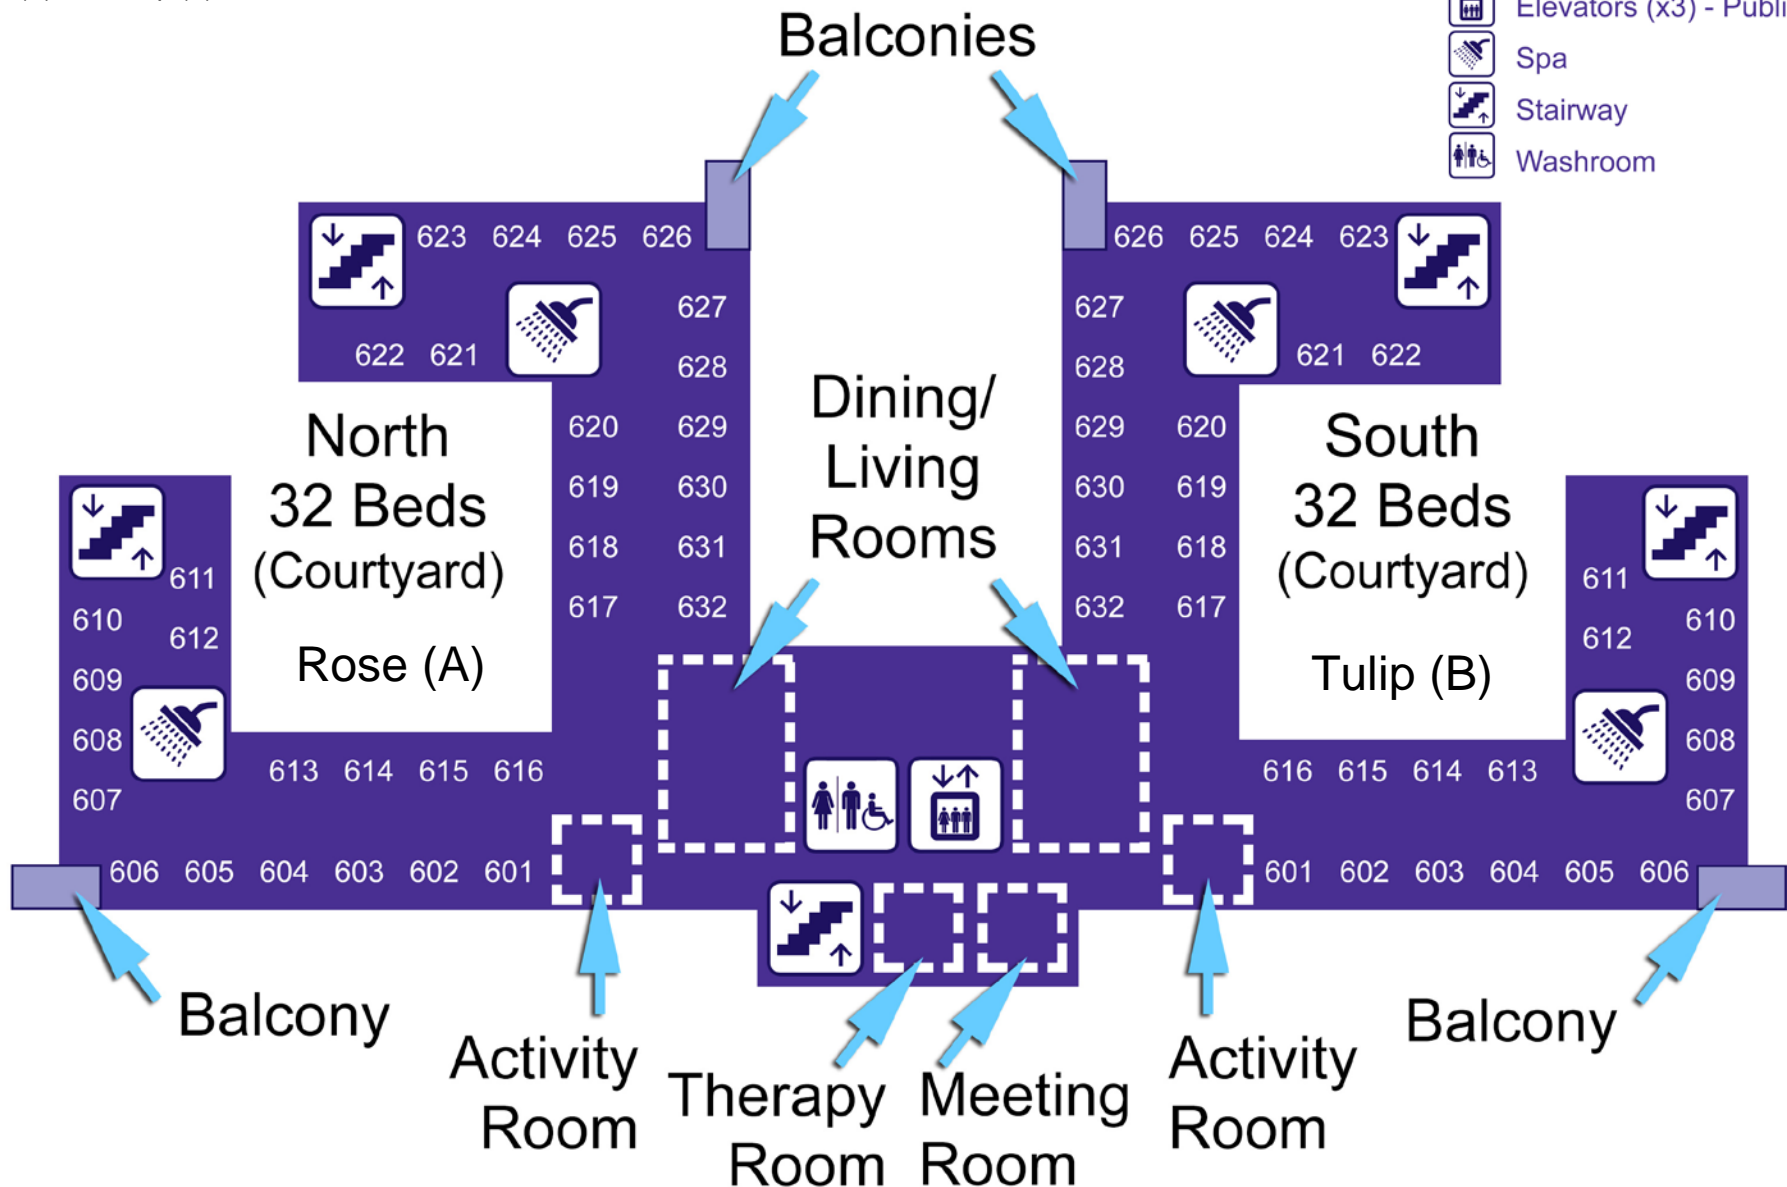 Balconies
Elevators (x3) - Publi
Spa
Stairway
Washroom
623 624 625 626
626 625 624 623
627
627
622 621
628
628
621 622
Dining/
Living
Rooms
North
32 Beds
(Courtyard)
Rose (A)
620 629
619 630
618 631
617 632
629 620
630 619
631 618
632 617
South
32 Beds
(Courtyard)
Tulip (B)
611
610
612
609
608
607
611
610
612
609
608
607
613 614 615 616
616 615 614 613
606 605 604 603 602 601
601 602 603 604 605 606
Balcony
Activity
Room
Therapy
Room
Meeting
Room
Activity
Room
Balcony